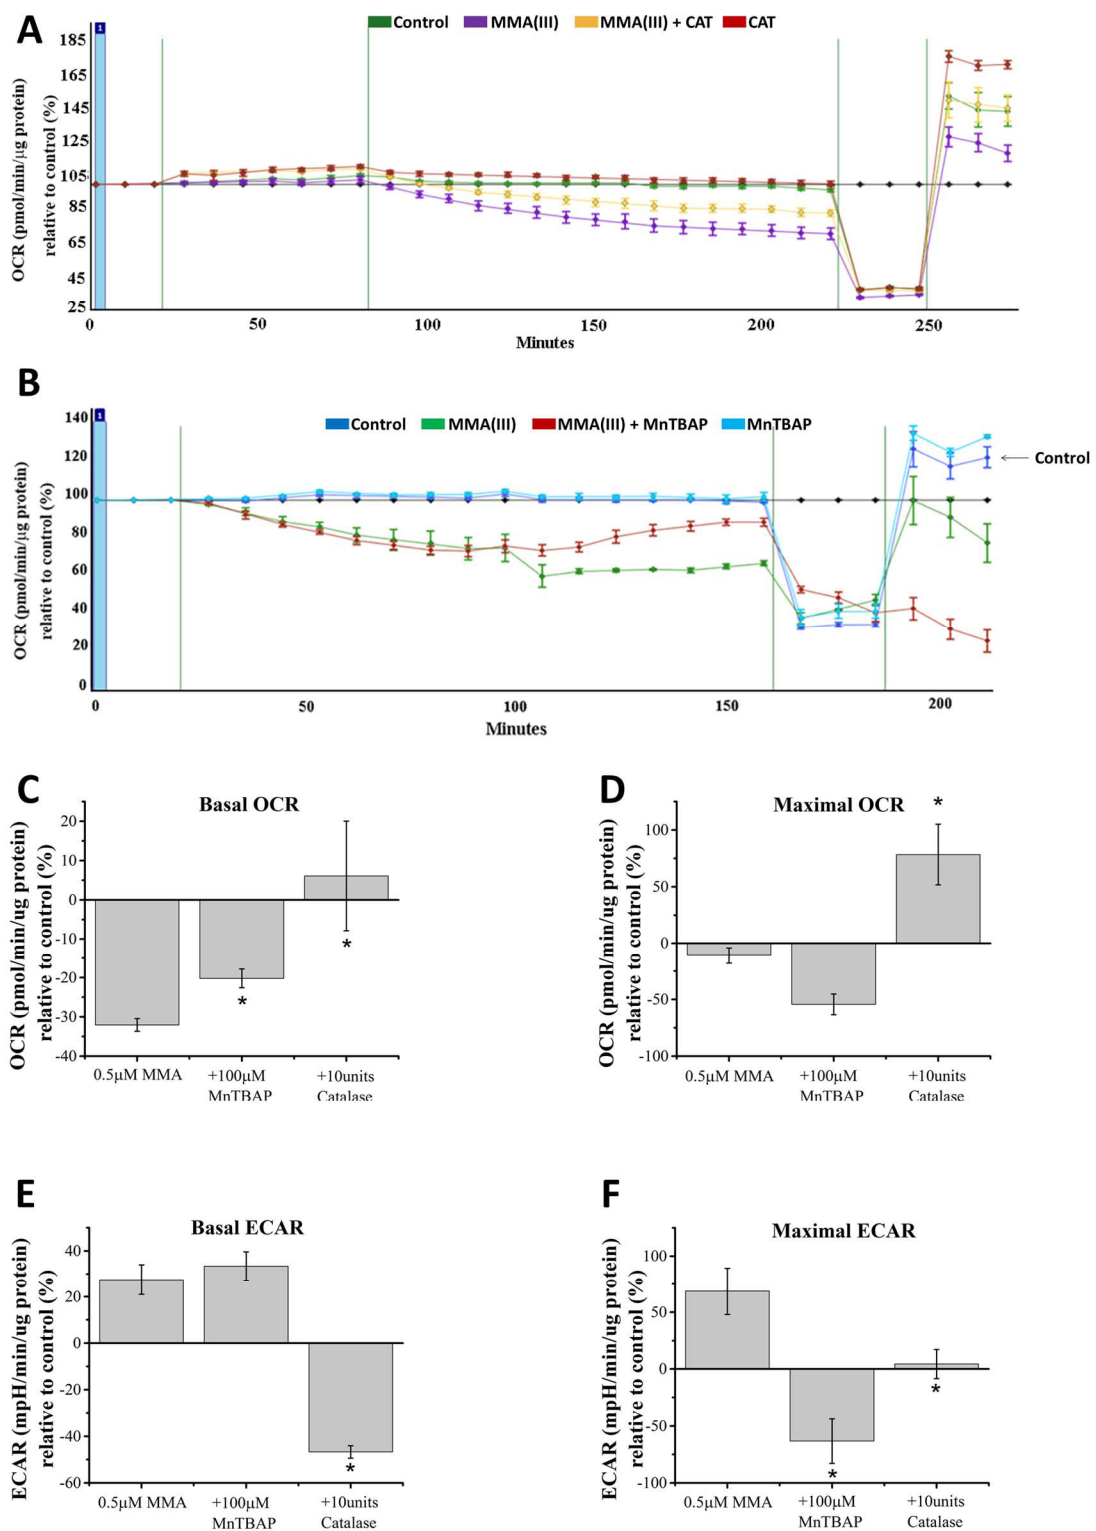 A
Control MMA(III) MMA(III) + CAT CAT
1
OCR (pmol/min/µg protein)
relative to control (%)
185
165
145
125
105
85
65
45
25
0 50 100 150 200 250
Minutes
B
1
Control MMA(III) MMA(III) + MnTBAP MnTBAP
Control
OCR (pmol/min/µg protein)
relative to control (%)
140
120
100
80
60
40
20
0
0 50 100 150 200
Minutes
C
Basal OCR
OCR (pmol/min/ug protein)
relative to control (%)
20
10
0
-10
-20
-30
-40
*
*
0.5µM MMA +100µM +10units
MnTBAP Catalase
D
Maximal OCR
OCR (pmol/min/ug protein)
relative to control (%)
100
50
0
-50
-100
*
0.5µM MMA +100µM +10units
MnTBAP Catalase
E
Basal ECAR
ECAR (mpH/min/ug protein)
relative to control (%)
40
20
0
-20
-40
-60
*
0.5µM MMA +100µM +10units
MnTBAP Catalase
F
Maximal ECAR
ECAR (mpH/min/ug protein)
relative to control (%)
100
50
0
-50
-100
*
*
0.5µM MMA +100µM +10units
MnTBAP Catalase